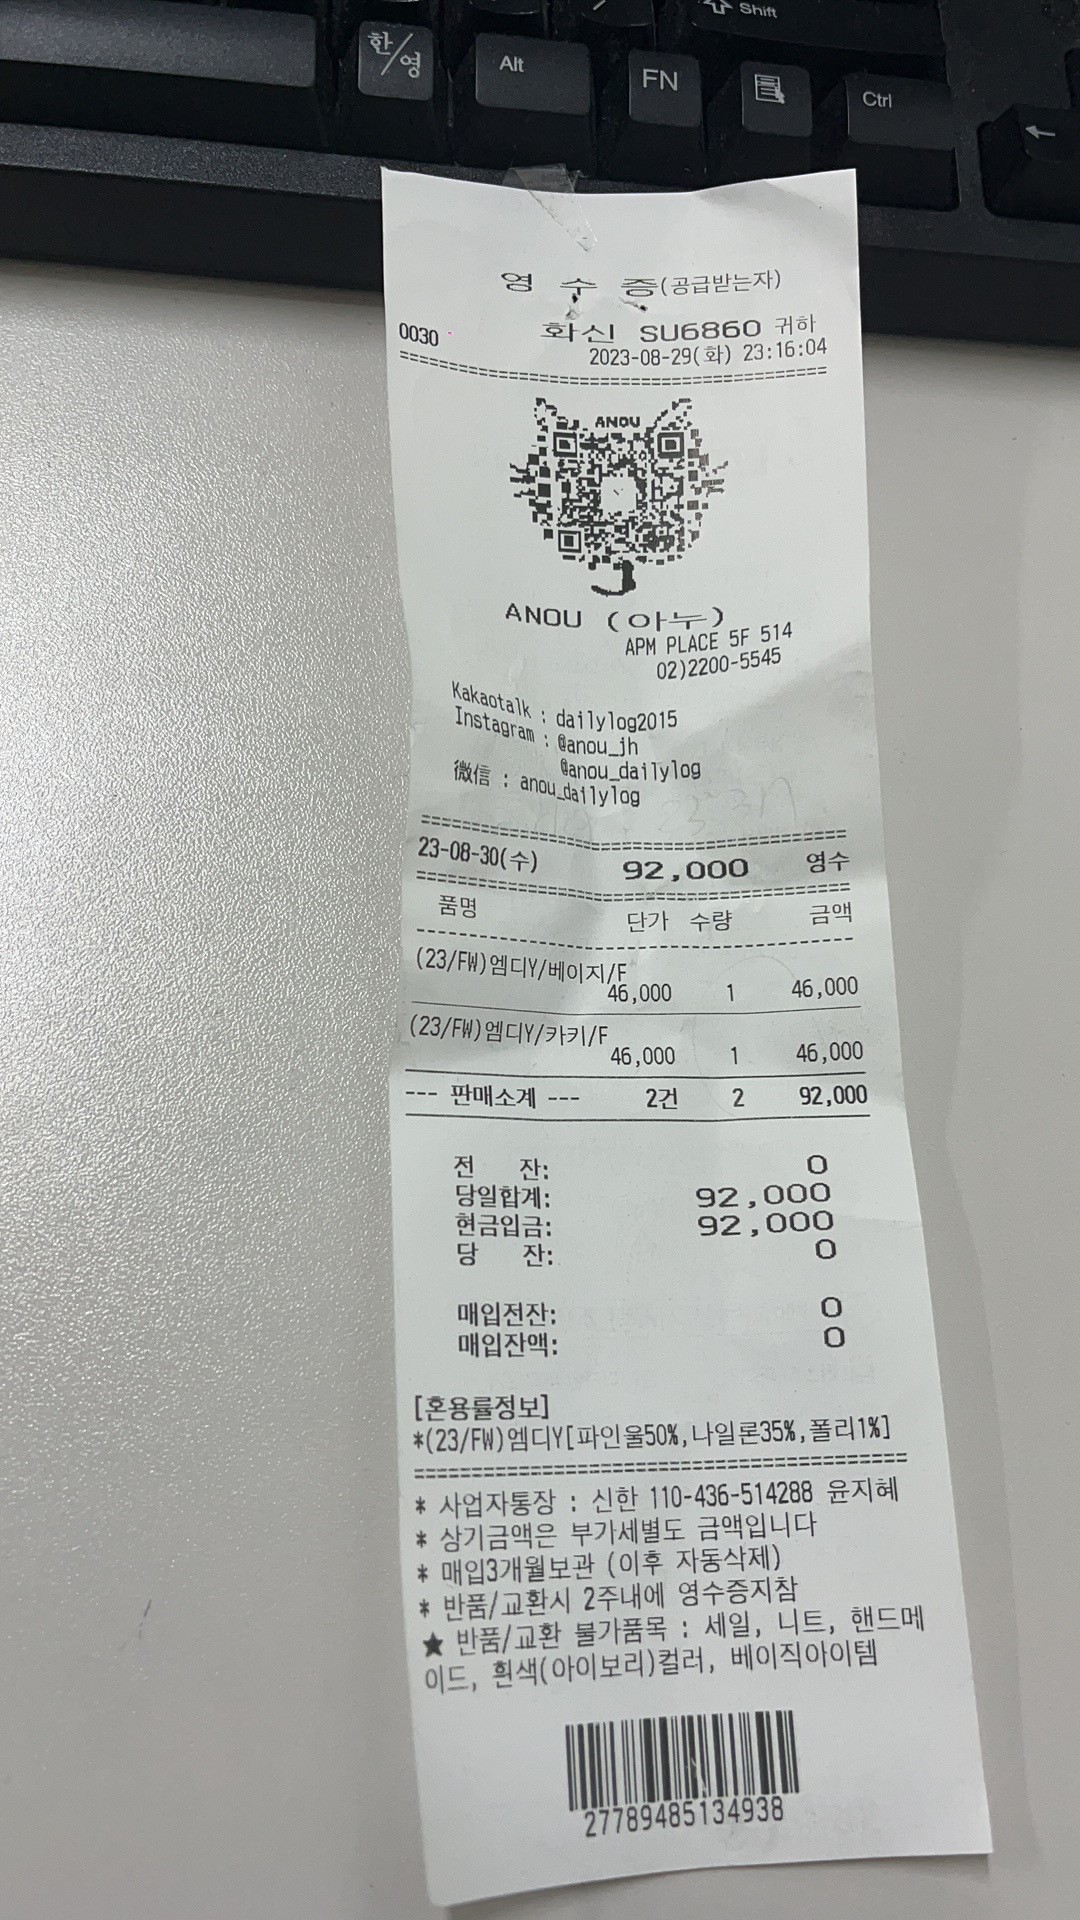 Shift
한/영
Alt
FN
Ctrl
영 수 증(공급받는자)
0030
화신 SU6860 귀하
2023-08-29(화) 23:16:04
ANOU
ANOU (아누)
APM PLACE 5F 514
02)2200-5545
Kakaotalk : dailylog2015
Instagram : @anou_jh
@anou_dailylog
微信 : anou_dailylog
23-08-30(수) 92,000 영수
품명 단가 수량 금액
(23/FW)엠디Y/베이지/F
46,000 1 46,000
(23/FW)엠디Y/카키/F
46,000 1 46,000
--- 판매소계 --- 2건 2 92,000
전 잔: 0
당일합계: 92,000
현금입금: 92,000
당 잔: 0
매입전잔: 0
매입잔액: 0
[혼용률정보]
*(23/FW)엠디Y[파인울50%,나일론35%,폴리1%]
* 사업자통장 : 신한 110-436-514288 윤지혜
* 상기금액은 부가세별도 금액입니다
* 매입3개월보관 (이후 자동삭제)
* 반품/교환시 2주내에 영수증지참
★ 반품/교환 불가품목 : 세일, 니트, 핸드메
이드, 흰색(아이보리)컬러, 베이직아이템
27789485134938